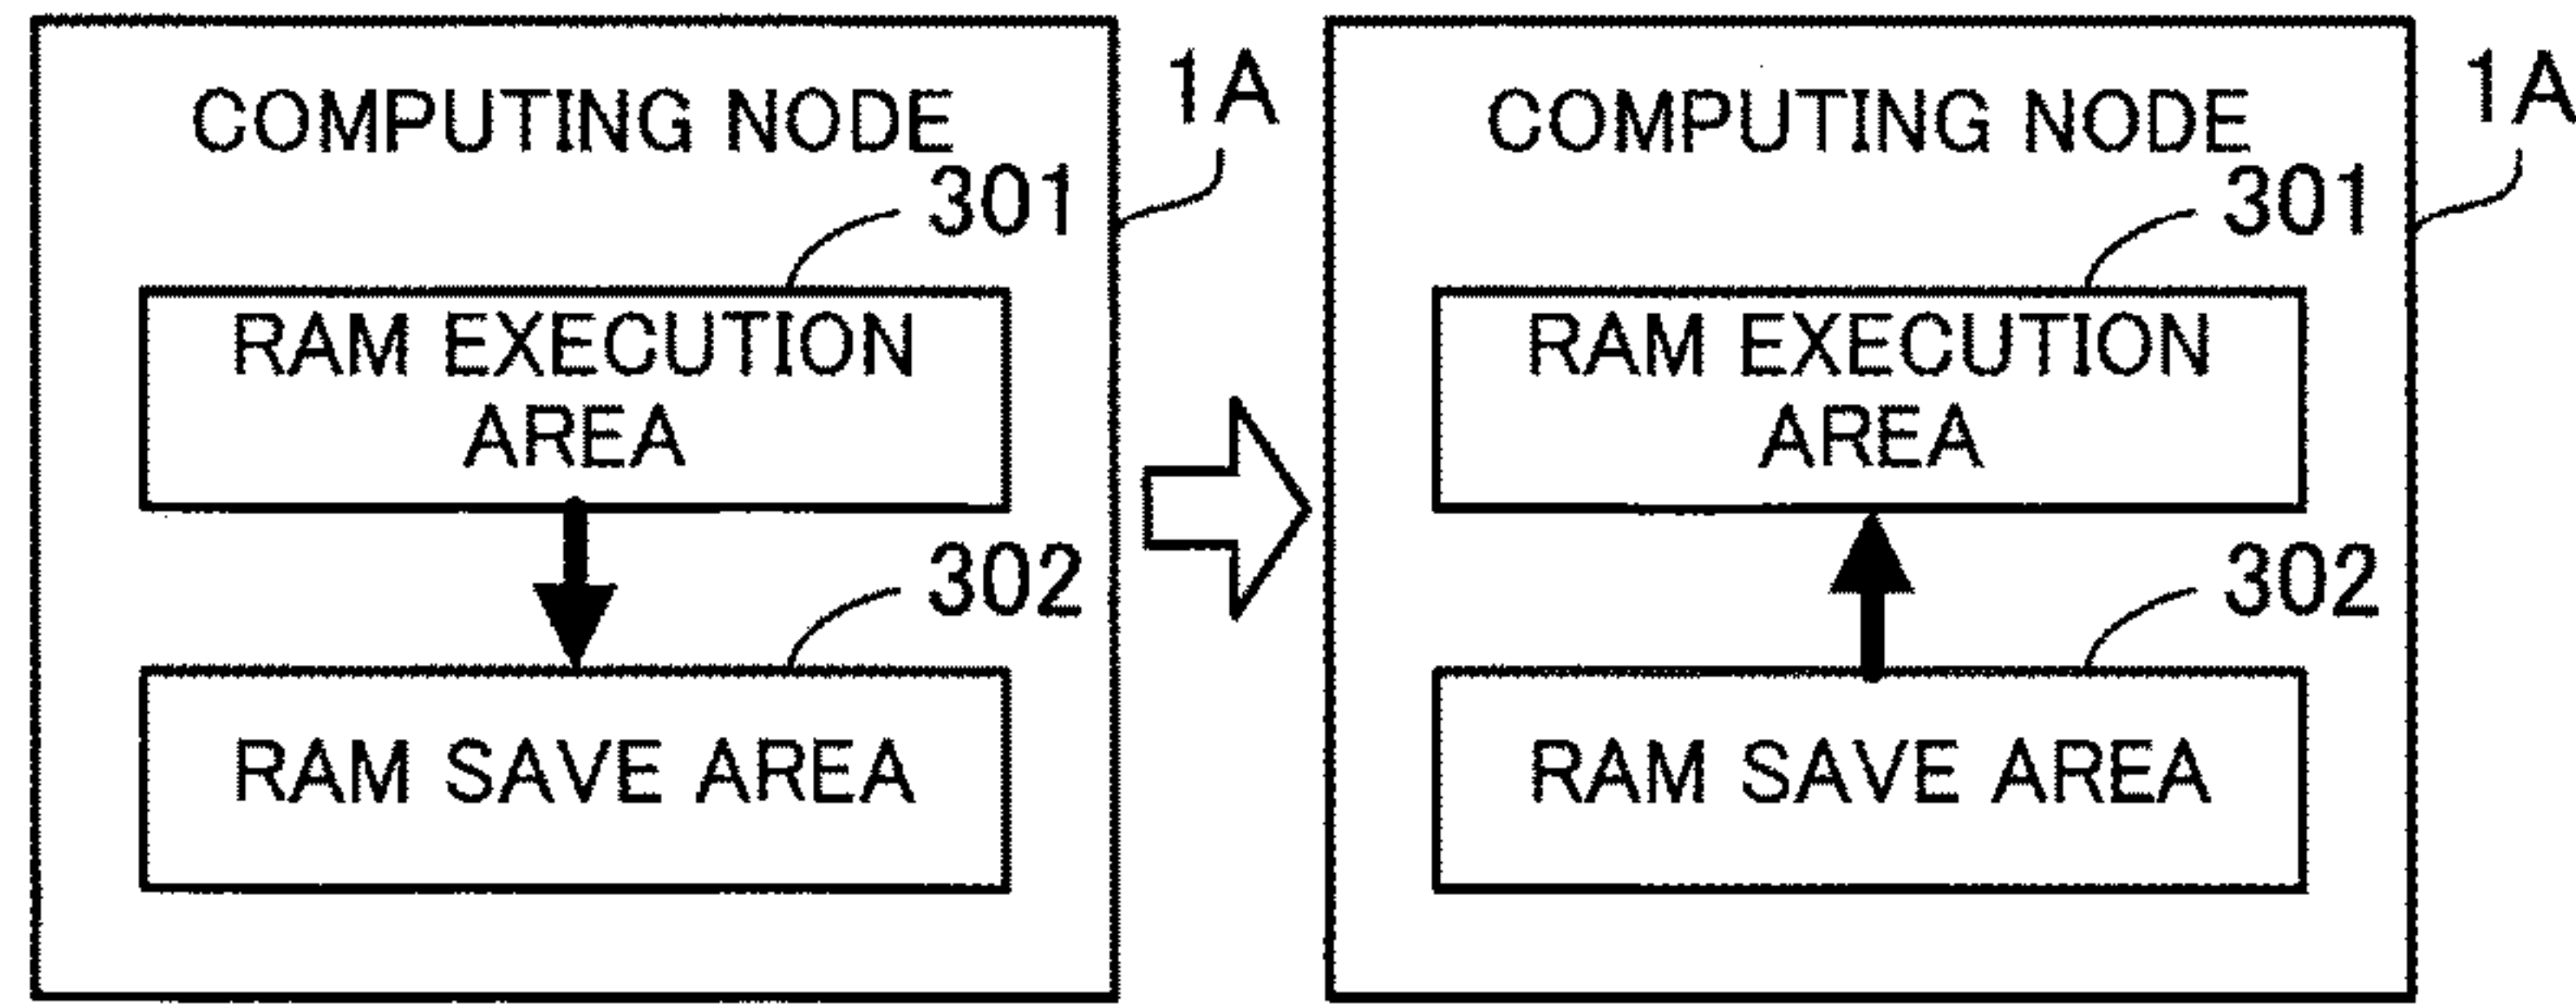 COMPUTING NODE
1A
301
RAM EXECUTION
AREA
302
RAM SAVE AREA
COMPUTING NODE
1A
301
RAM EXECUTION
AREA
302
RAM SAVE AREA